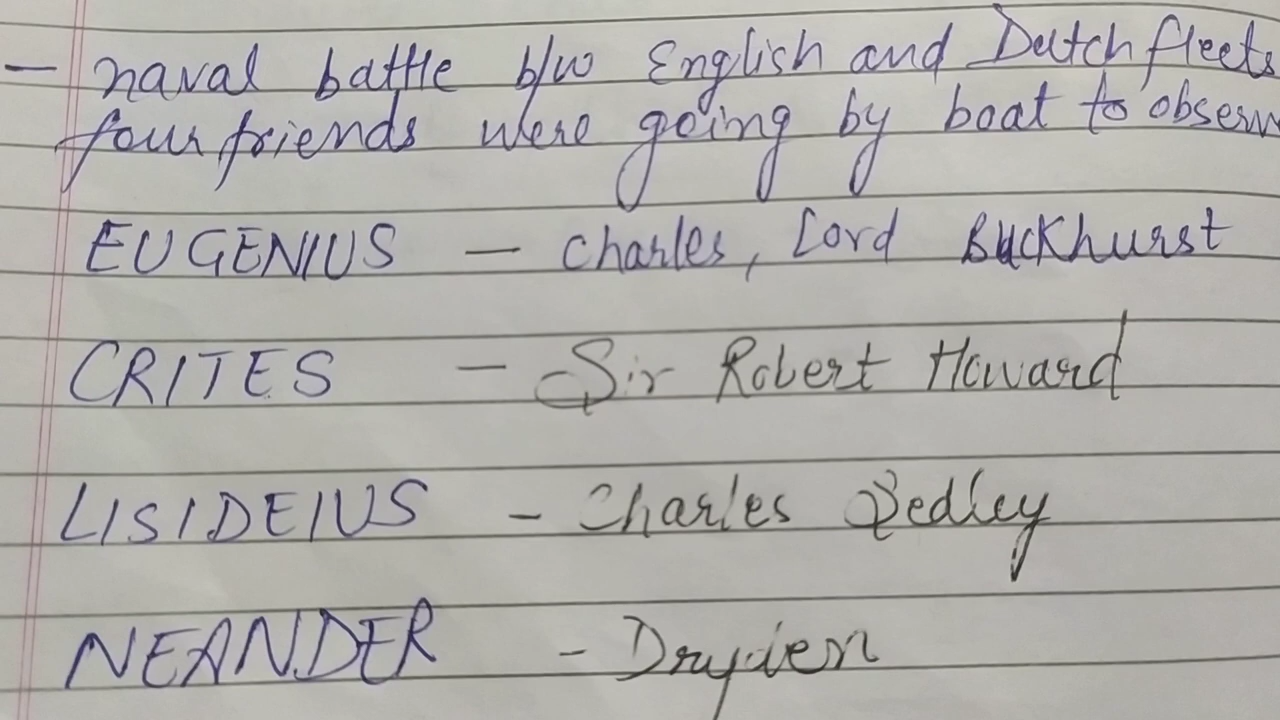 - naval battle b/w English and Dutch fleets
four friends were going by boat to observ
EUGENIUS - Charles, Lord Buckhurst
CRITES - Sir Robert Howard
LISIDEIUS - Charles Sedley
NEANDER - Dryden